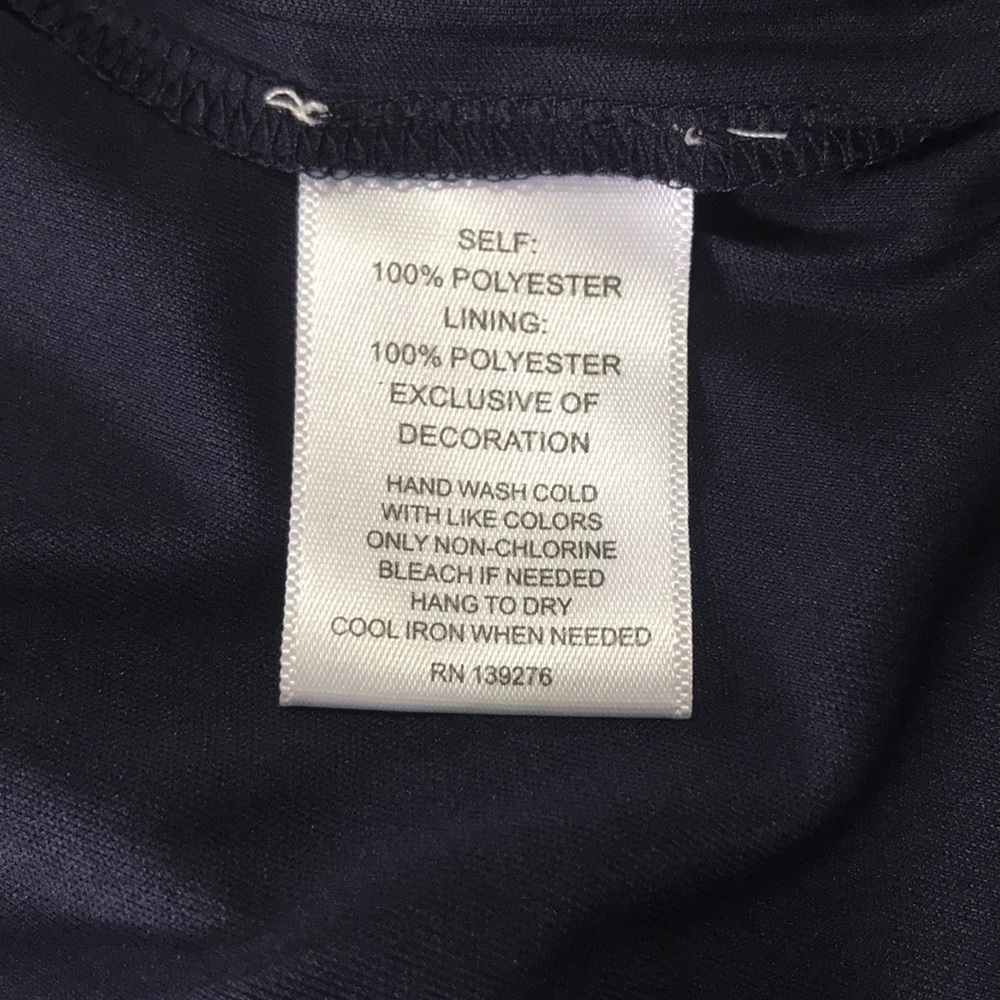 SELF:
100% POLYESTER
LINING:
100% POLYESTER
EXCLUSIVE OF
DECORATION
HAND WASH COLD
WITH LIKE COLORS
ONLY NON-CHLORINE
BLEACH IF NEEDED
HANG TO DRY
COOL IRON WHEN NEEDED
RN 139276